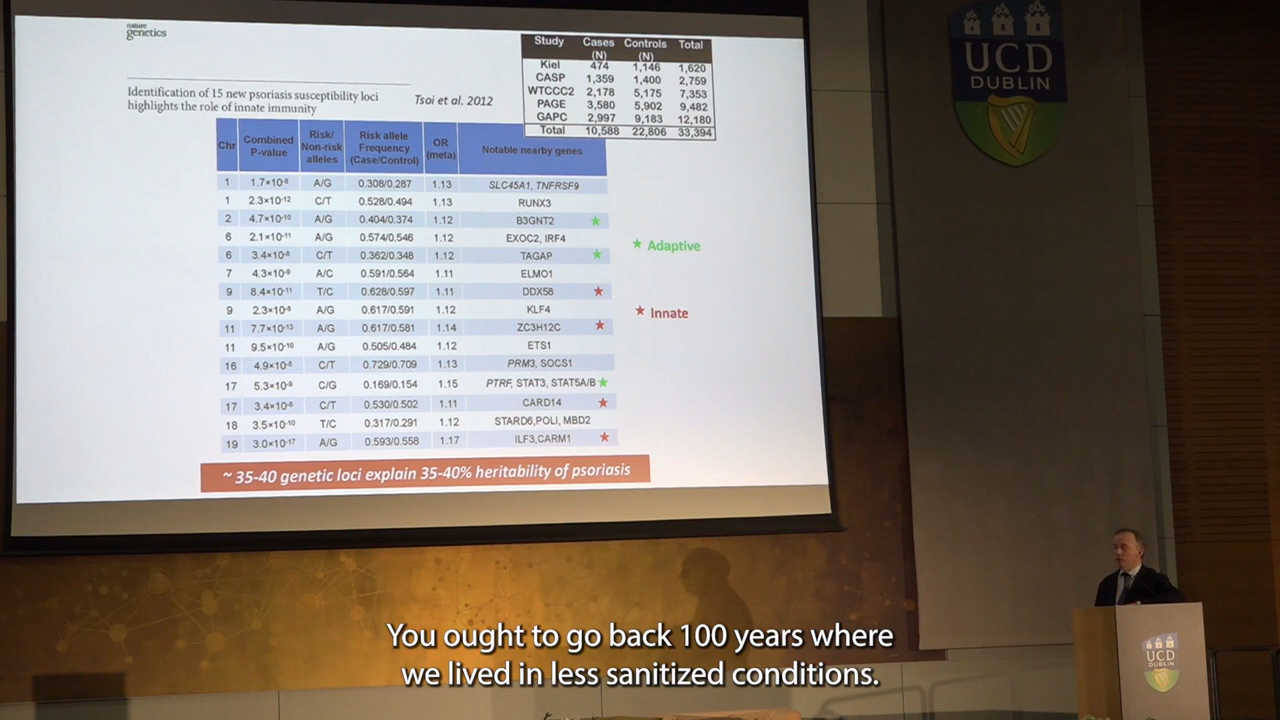 nature
genetics
Identification of 15 new psoriasis susceptibility loci
highlights the role of innate immunity
Tsoi et al. 2012
Study Cases (N) Controls (N) Total
Kiel 474 1,146 1,620
CASP 1,359 1,400 2,759
WTCCC2 2,178 5,175 7,353
PAGE 3,580 5,902 9,482
GAPC 2,997 9,183 12,180
Total 10,588 22,806 33,394
Chr Combined P-value Risk/Non-risk alleles Risk allele Frequency (Case/Control) OR (meta) Notable nearby genes
1 1.7×10-8 A/G 0.308/0.287 1.13 SLC45A1, TNFRSF9
1 2.3×10-12 C/T 0.528/0.494 1.13 RUNX3
2 4.7×10-10 A/G 0.404/0.374 1.12 B3GNT2 ★
6 2.1×10-11 A/G 0.574/0.546 1.12 EXOC2, IRF4
6 3.4×10-8 C/T 0.362/0.348 1.12 TAGAP ★
7 4.3×10-9 A/C 0.591/0.564 1.11 ELMO1
9 8.4×10-11 T/C 0.628/0.597 1.11 DDX58 ★
9 2.3×10-8 A/G 0.617/0.591 1.12 KLF4
11 7.7×10-13 A/G 0.617/0.581 1.14 ZC3H12C ★
11 9.5×10-10 A/G 0.505/0.484 1.12 ETS1
16 4.9×10-8 C/T 0.729/0.709 1.13 PRM3, SOCS1
17 5.3×10-9 C/G 0.169/0.154 1.15 PTRF, STAT3, STAT5A/B ★
17 3.4×10-8 C/T 0.530/0.502 1.11 CARD14 ★
18 3.5×10-10 T/C 0.317/0.291 1.12 STARD6,POLI, MBD2
19 3.0×10-17 A/G 0.593/0.558 1.17 ILF3,CARM1 ★
★ Adaptive
★ Innate
~ 35-40 genetic loci explain 35-40% heritability of psoriasis
UCD
DUBLIN
UCD
DUBLIN
You ought to go back 100 years where
we lived in less sanitized conditions.